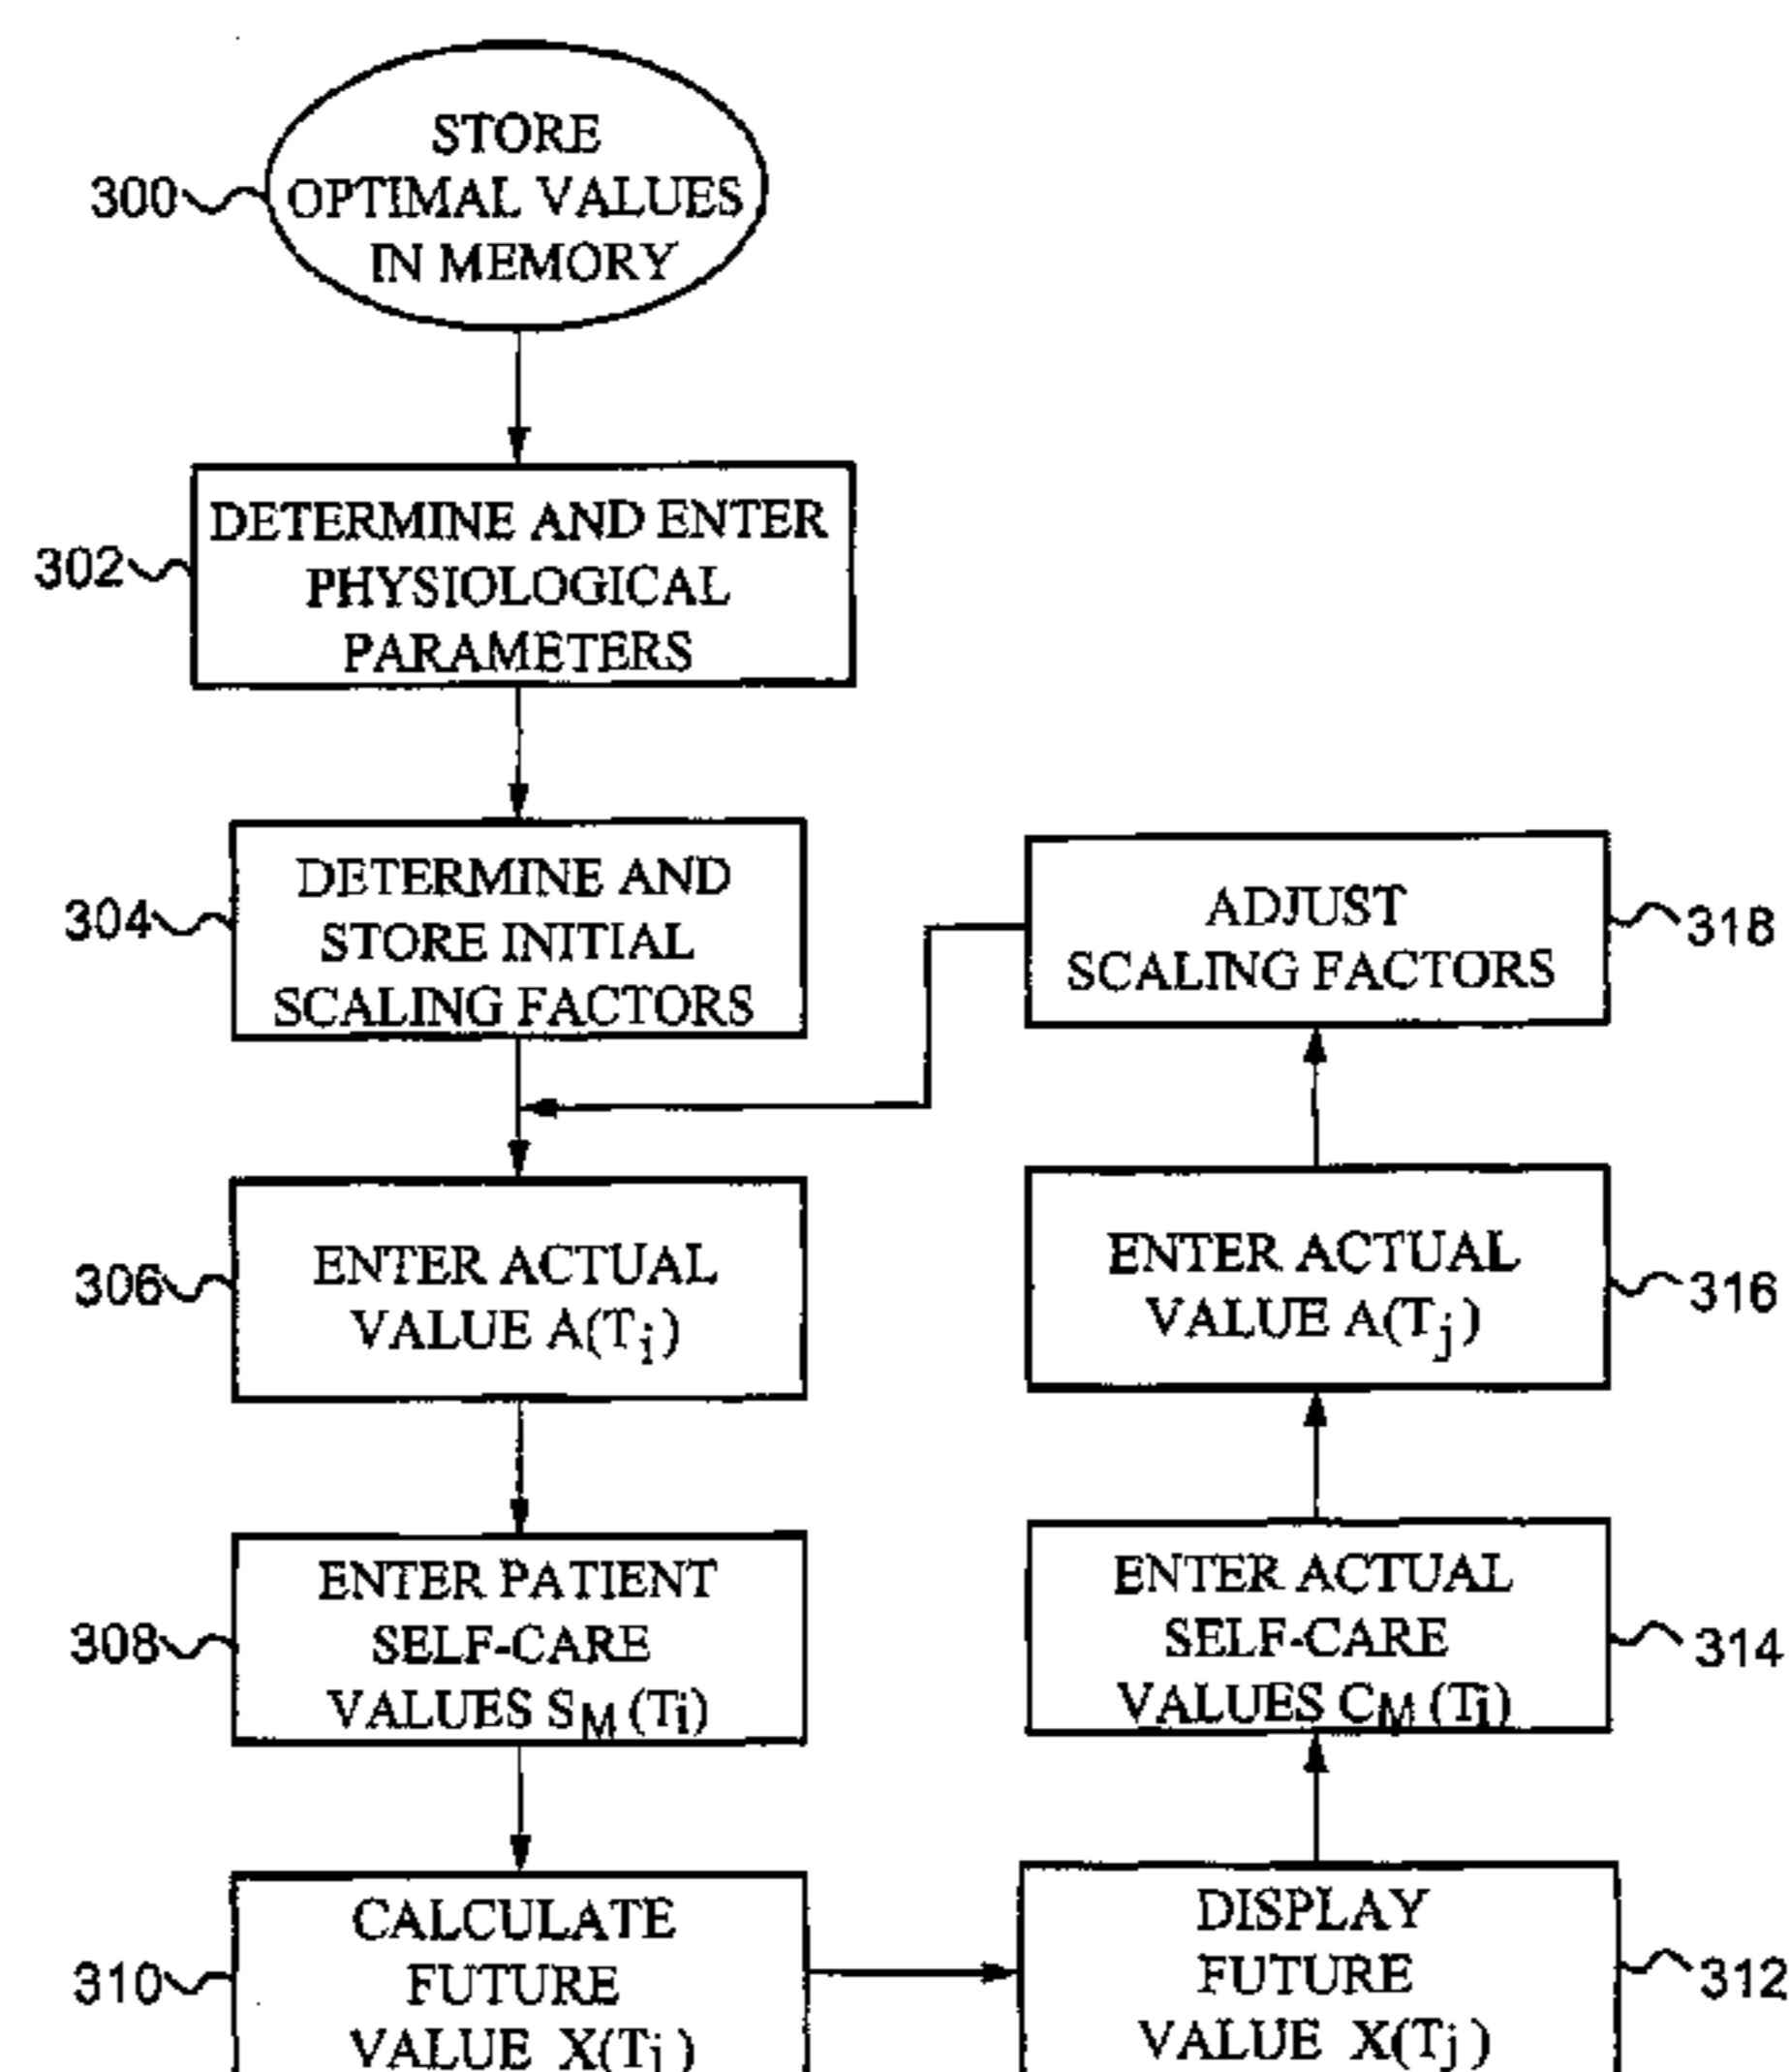 300
STORE
OPTIMAL VALUES
IN MEMORY
302
DETERMINE AND ENTER
PHYSIOLOGICAL
PARAMETERS
304
DETERMINE AND
STORE INITIAL
SCALING FACTORS
306
ENTER ACTUAL
VALUE A(Ti)
308
ENTER PATIENT
SELF-CARE
VALUES SM (Ti)
310
CALCULATE
FUTURE
VALUE X(Tj)
DISPLAY
FUTURE
VALUE X(Tj)
312
ENTER ACTUAL
SELF-CARE
VALUES CM (Ti)
314
ENTER ACTUAL
VALUE A(Tj)
316
ADJUST
SCALING FACTORS
318